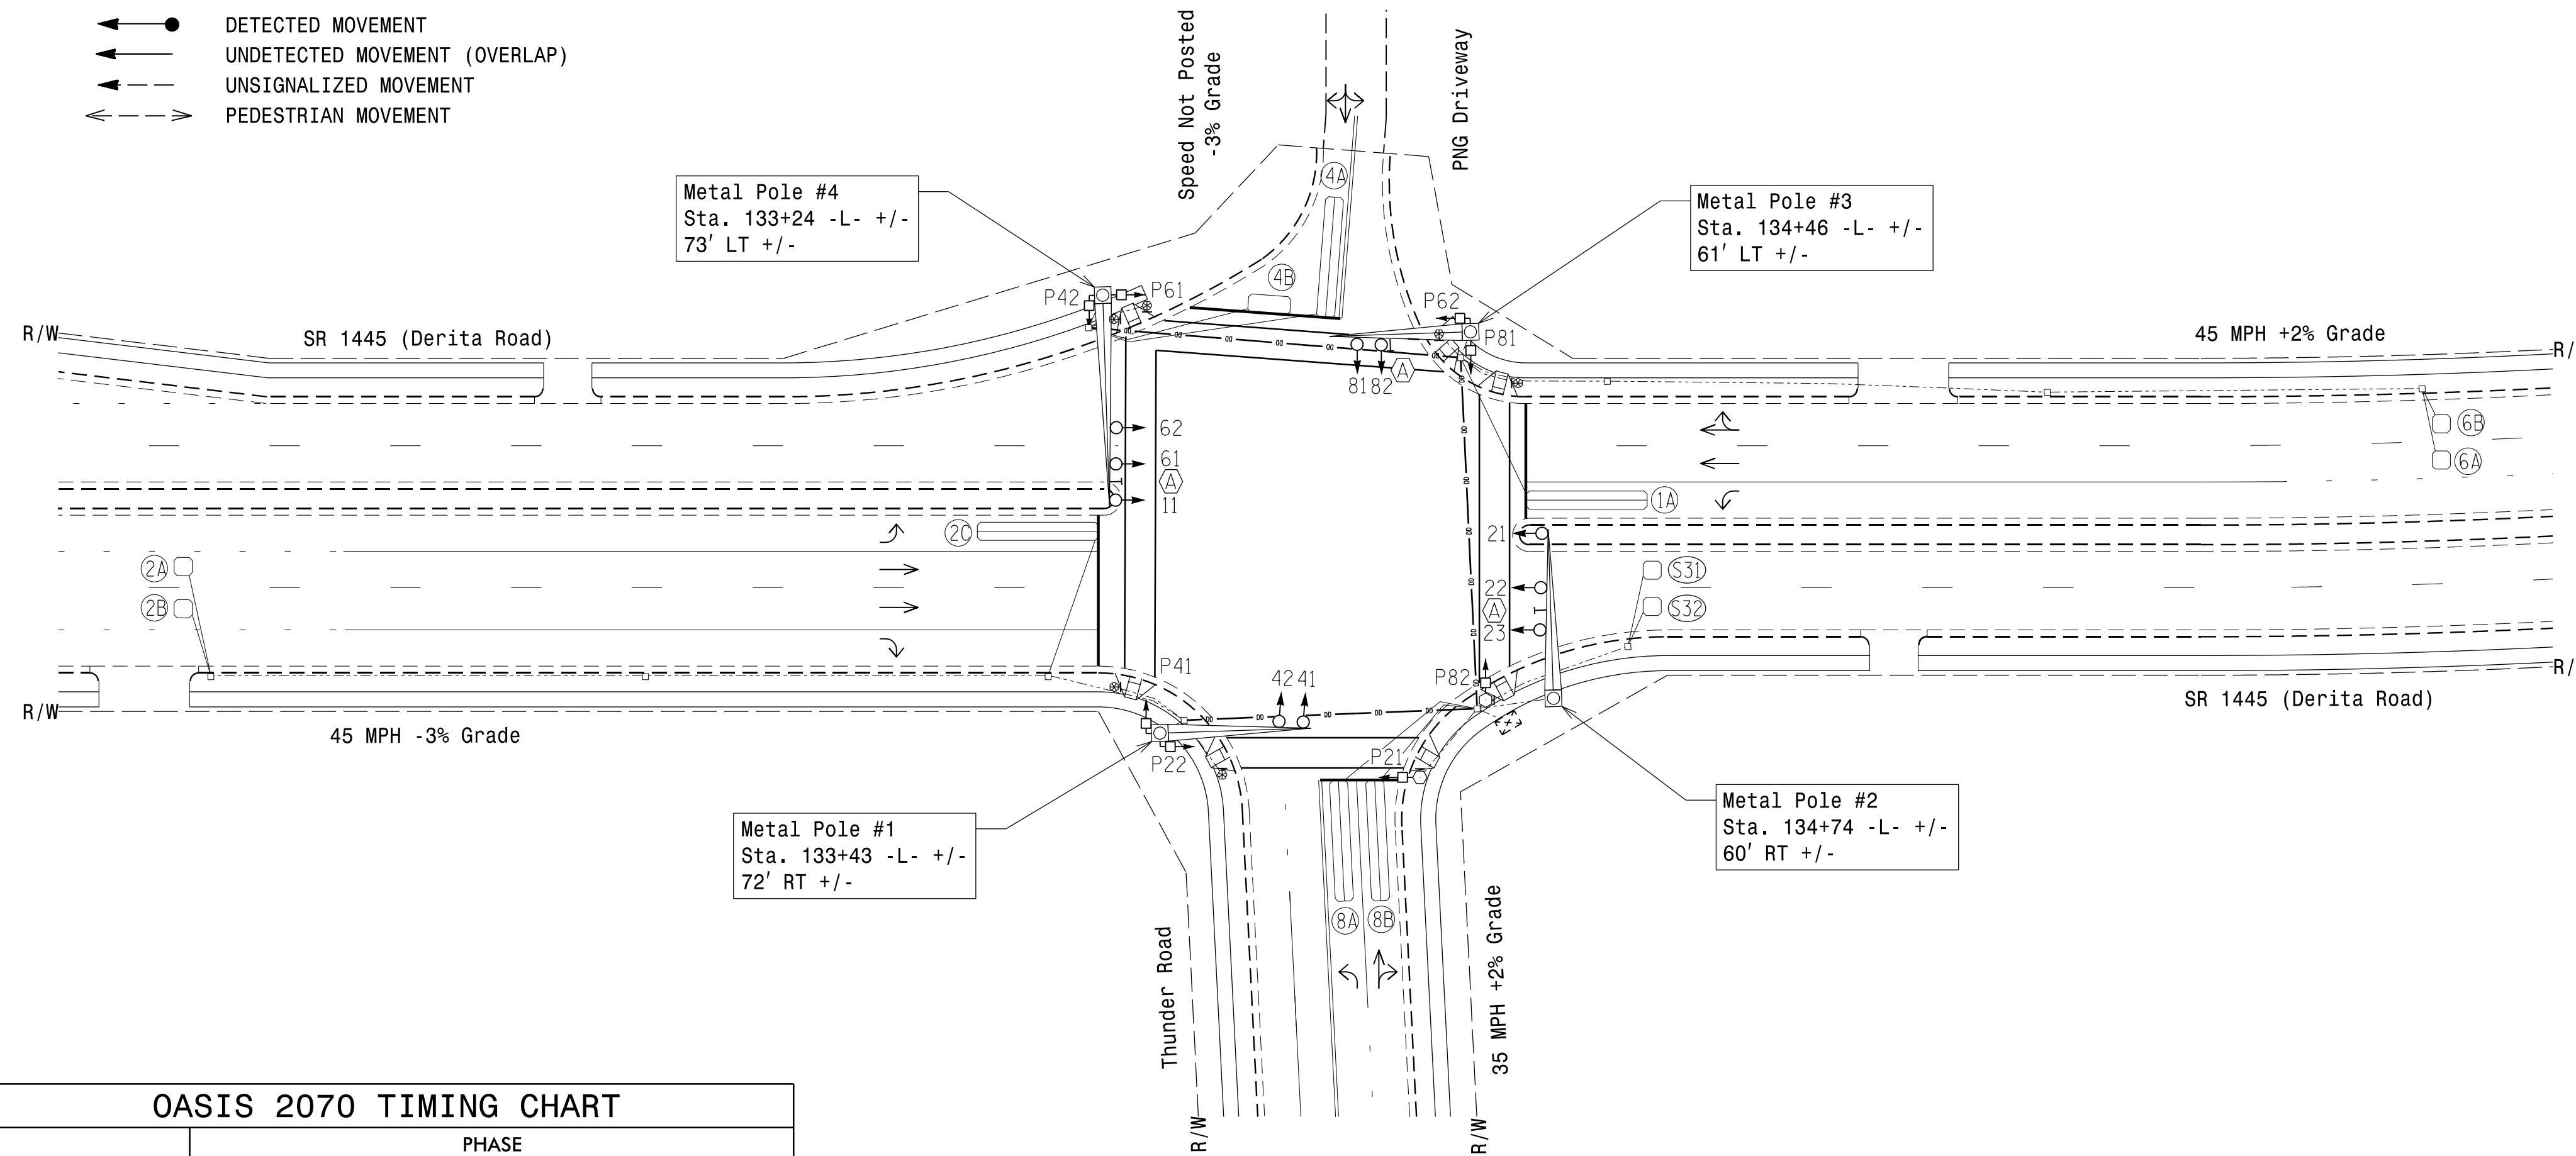 DETECTED MOVEMENT
UNDETECTED MOVEMENT (OVERLAP)
UNSIGNALIZED MOVEMENT
PEDESTRIAN MOVEMENT
Speed Not Posted
-3% Grade
PNG Driveway
Metal Pole #4
Sta. 133+24 -L- +/-
73' LT +/-
Metal Pole #3
Sta. 134+46 -L- +/-
61' LT +/-
4A
4B
P42
P61
P62
P81
R/W
SR 1445 (Derita Road)
45 MPH +2% Grade
R/
81 82
A
62
61
A
11
6B
6A
1A
2C
21
2A
2B
22
A
23
S31
S32
P41
42 41
P82
R/W
45 MPH -3% Grade
P22
P21
R/
SR 1445 (Derita Road)
Metal Pole #1
Sta. 133+43 -L- +/-
72' RT +/-
Metal Pole #2
Sta. 134+74 -L- +/-
60' RT +/-
8A
8B
Thunder Road
35 MPH +2% Grade
R/W
R/W
OASIS 2070 TIMING CHART
PHASE